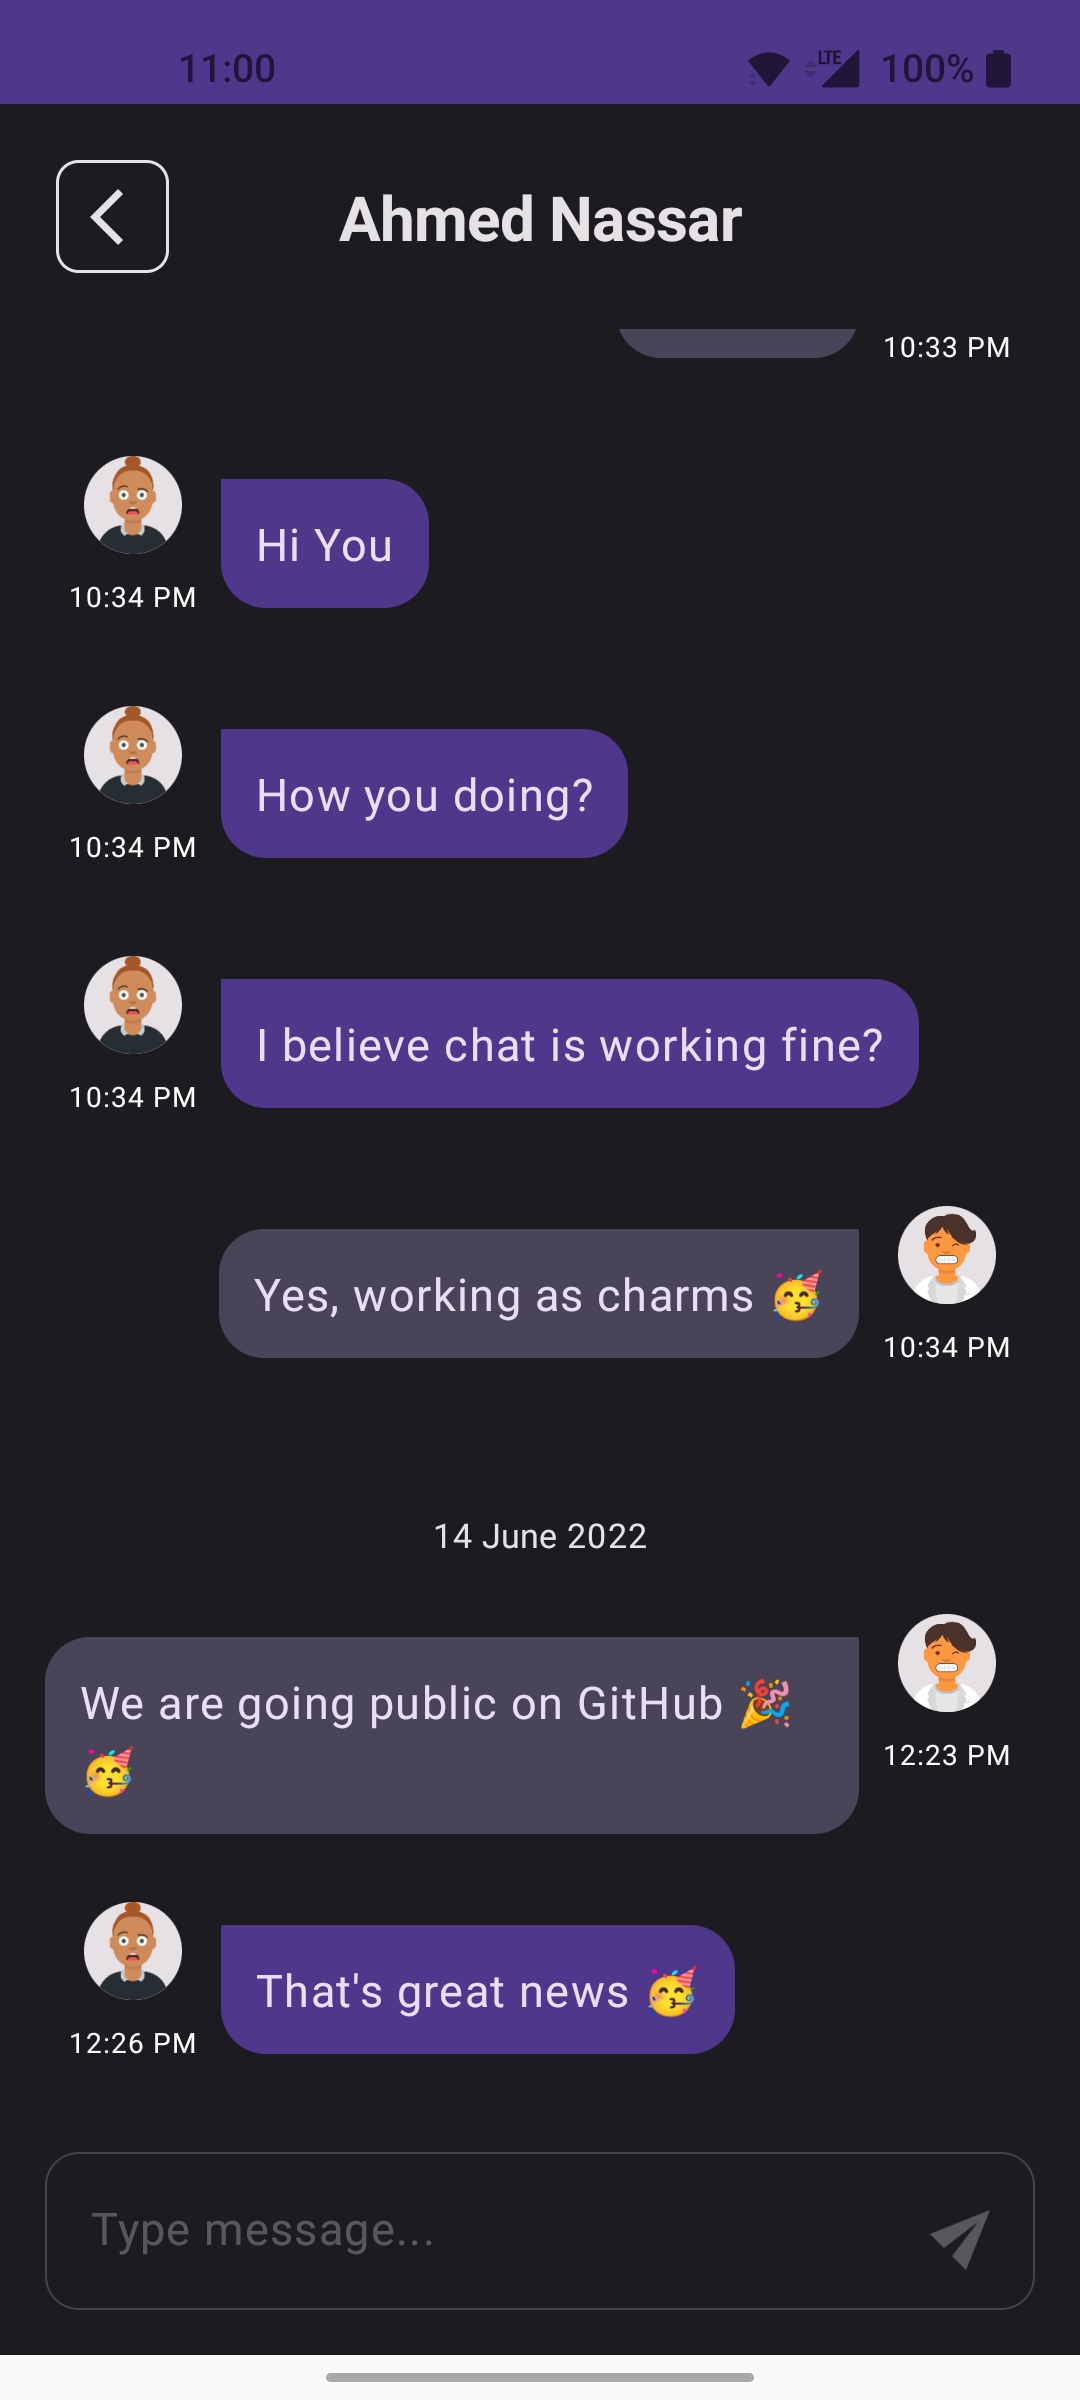 11:00
LTE 100%
Ahmed Nassar
10:33 PM
Hi You
10:34 PM
How you doing?
10:34 PM
I believe chat is working fine?
10:34 PM
Yes, working as charms 🥳
10:34 PM
14 June 2022
We are going public on GitHub 🎉
🥳
12:23 PM
That's great news 🥳
12:26 PM
Type message...